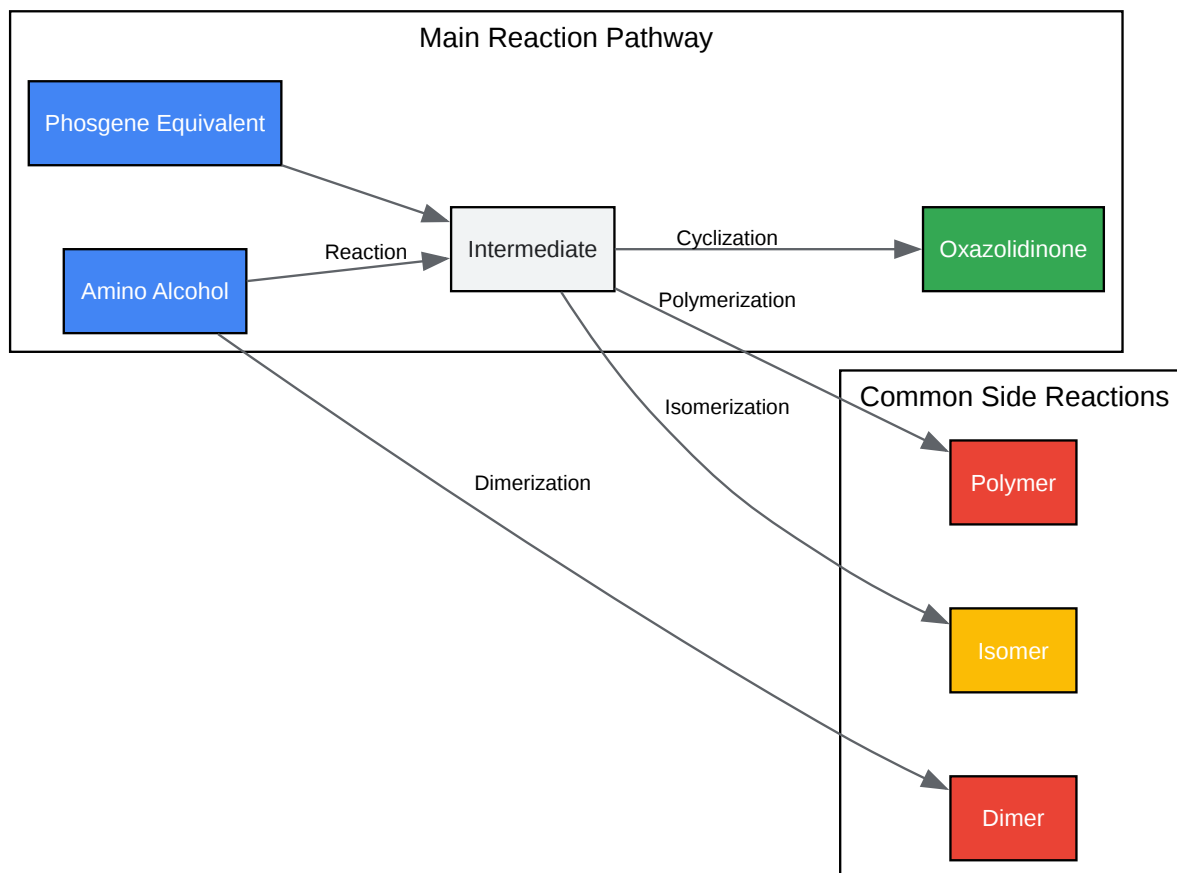 Main Reaction Pathway
Phosgene Equivalent
Amino Alcohol
Reaction
Intermediate
Cyclization
Oxazolidinone
Polymerization
Isomerization
Dimerization
Common Side Reactions
Polymer
Isomer
Dimer